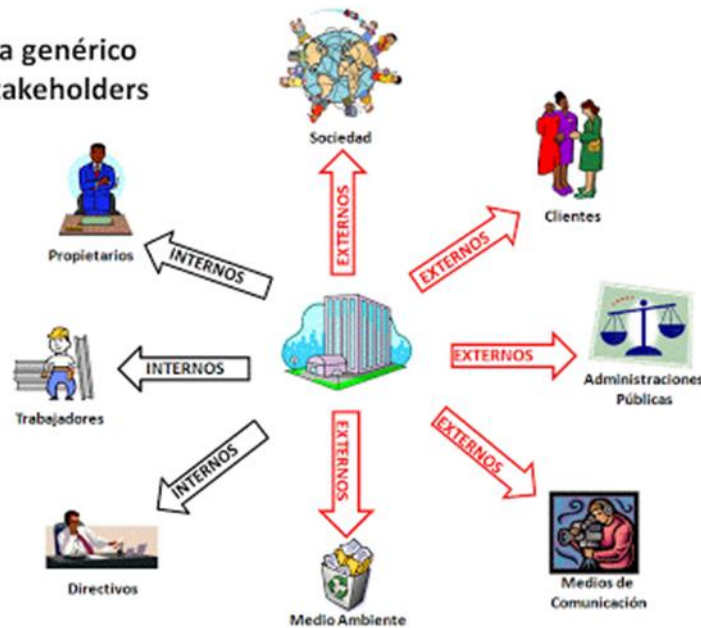 a genérico
takeholders
Sociedad
EXTERNOS
Clientes
EXTERNOS
Propietarios
INTERNOS
Administraciones
Públicas
EXTERNOS
Trabajadores
INTERNOS
Directivos
INTERNOS
Medio Ambiente
EXTERNOS
Medios de
Comunicación
EXTERNOS